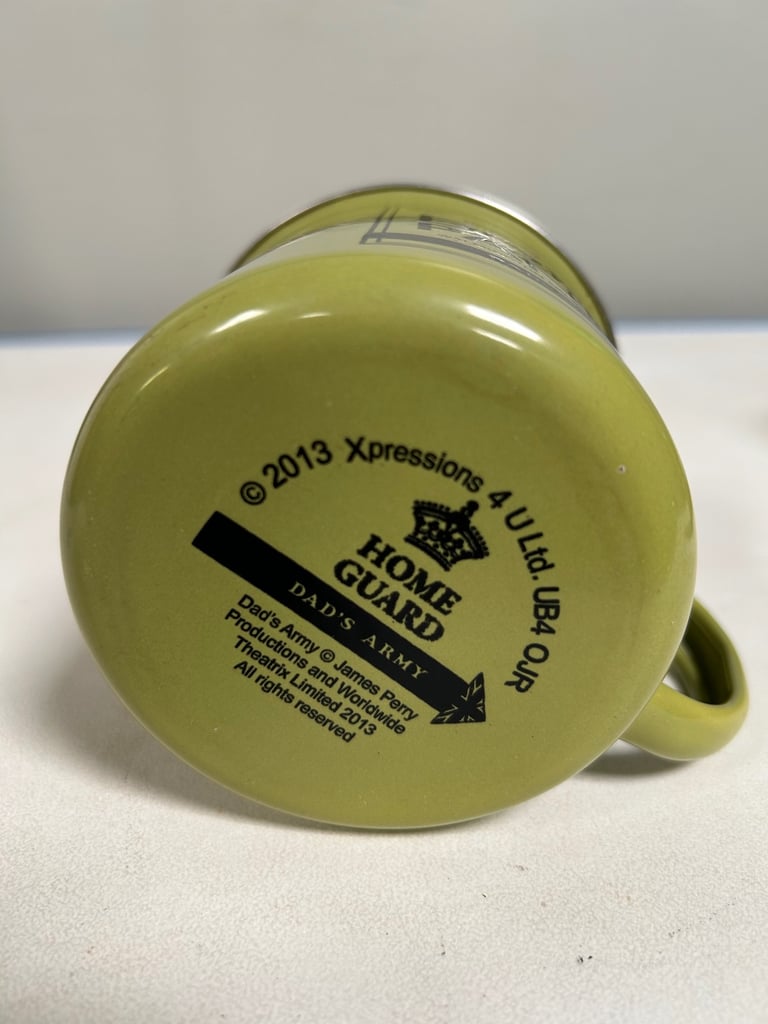 © 2013 Xpressions 4 U Ltd. UB4 0JR
HOME
GUARD
DAD'S ARMY
Dad's Army © James Perry
Productions and Worldwide
Theatrix Limited 2013
All rights reserved